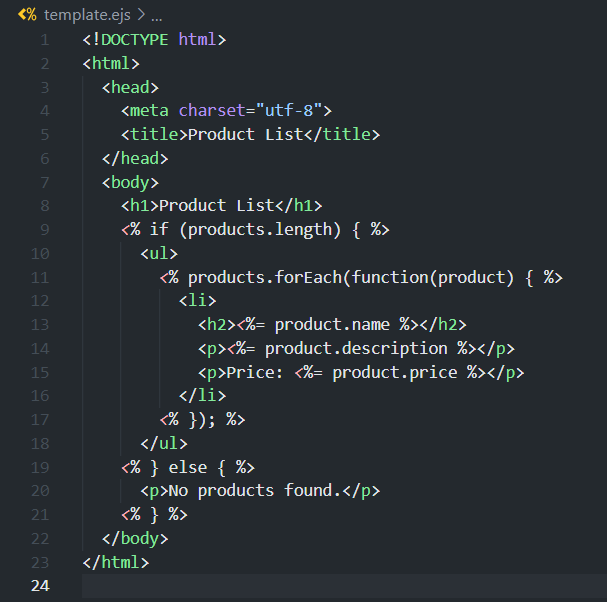 template.ejs > ...
1 <!DOCTYPE html>
2 <html>
3   <head>
4     <meta charset="utf-8">
5     <title>Product List</title>
6   </head>
7   <body>
8     <h1>Product List</h1>
9     <% if (products.length) { %>
10       <ul>
11         <% products.forEach(function(product) { %>
12           <li>
13             <h2><%= product.name %></h2>
14             <p><%= product.description %></p>
15             <p>Price: <%= product.price %></p>
16           </li>
17         <% }); %>
18       </ul>
19     <% } else { %>
20       <p>No products found.</p>
21     <% } %>
22   </body>
23 </html>
24